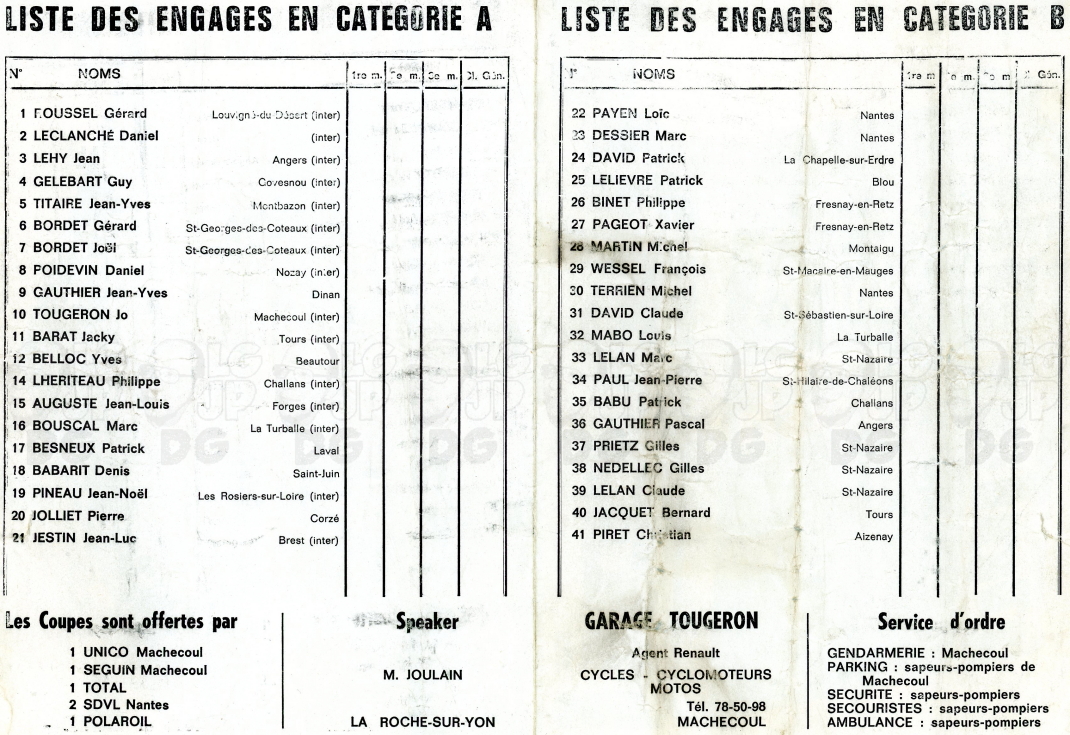 LISTE DES ENGAGES EN CATEGORIE A
N° NOMS 1re m. 2e m. 3e m. Cl. Gén.
1 ROUSSEL Gérard Louvigné-du Désert (inter)
2 LECLANCHÉ Daniel (inter)
3 LEHY Jean Angers (inter)
4 GELEBART Guy (inter)
5 TITAIRE Jean-Yves Montbazon (inter)
6 BORDET Gérard St-Georges-des-Coteaux (inter)
7 BORDET Joël St-Georges-des-Coteaux (inter)
8 POIDEVIN Daniel Nozay (inter)
9 GAUTHIER Jean-Yves Dinan
10 TOUGERON Jo Machecoul (inter)
11 BARAT Jacky Tours (inter)
12 BELLOC Yves Beautour
14 LHERITEAU Philippe Challans (inter)
15 AUGUSTE Jean-Louis Forges (inter)
16 BOUSCAL Marc La Turballe (inter)
17 BESNEUX Patrick Laval
18 BABARIT Denis Saint-Juin
19 PINEAU Jean-Noël Les Rosiers-sur-Loire (inter)
20 JOLLIET Pierre Corzé
21 JESTIN Jean-Luc Brest (inter)
Les Coupes sont offertes par
1 UNICO Machecoul
1 SEGUIN Machecoul
1 TOTAL
2 SDVL Nantes
1 POLAROIL
Speaker
M. JOULAIN
LA ROCHE-SUR-YON
LISTE DES ENGAGES EN CATEGORIE B
N° NOMS 1re m. 2e m. 3e m. Cl. Gén.
22 PAYEN Loïc Nantes
23 DESSIER Marc Nantes
24 DAVID Patrick La Chapelle-sur-Erdre
25 LELIEVRE Patrick Blou
26 BINET Philippe Fresnay-en-Retz
27 PAGEOT Xavier Fresnay-en-Retz
28 MARTIN Michel Montaigu
29 WESSEL François St-Macaire-en-Mauges
30 TERRIEN Michel Nantes
31 DAVID Claude St-Sébastien-sur-Loire
32 MABO Louis La Turballe
33 LELAN Marc St-Nazaire
34 PAUL Jean-Pierre St-Hilaire-de-Chaléons
35 BABU Patrick Challans
36 GAUTHIER Pascal Angers
37 PRIETZ Gilles St-Nazaire
38 NEDELLEC Gilles St-Nazaire
39 LELAN Claude St-Nazaire
40 JACQUET Bernard Tours
41 PIRET Christian Aizenay
GARAGE TOUGERON
Agent Renault
CYCLES - CYCLOMOTEURS
MOTOS
Tél. 78-50-98
MACHECOUL
Service d'ordre
GENDARMERIE : Machecoul
PARKING : sapeurs-pompiers de
Machecoul
SECURITE : sapeurs-pompiers
SECOURISTES : sapeurs-pompiers
AMBULANCE : sapeurs-pompiers